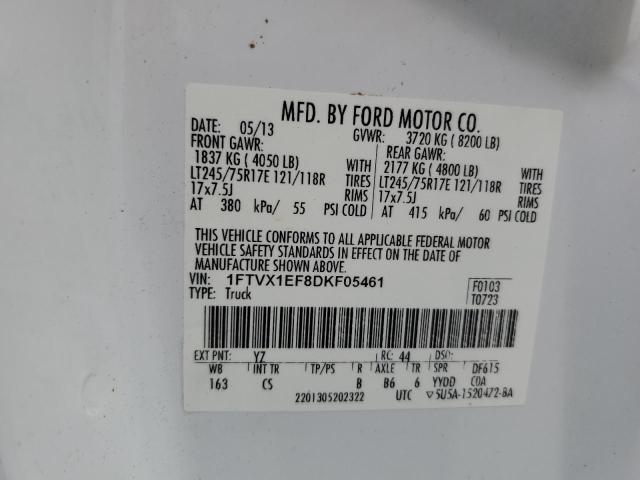 MFD. BY FORD MOTOR CO.
DATE: 05/13 GVWR: 3720 KG ( 8200 LB)
FRONT GAWR: REAR GAWR:
1837 KG ( 4050 LB) WITH 2177 KG ( 4800 LB) WITH
LT245/75R17E 121/118R TIRES LT245/75R17E 121/118R TIRES
17x7.5J RIMS 17x7.5J RIMS
AT 380 kPa/ 55 PSI COLD AT 415 kPa/ 60 PSI COLD
THIS VEHICLE CONFORMS TO ALL APPLICABLE FEDERAL MOTOR
VEHICLE SAFETY STANDARDS IN EFFECT ON THE DATE OF
MANUFACTURE SHOWN ABOVE.
VIN: 1FTVX1EF8DKF05461 F0103
TYPE: Truck T0723
EXT PNT: YZ RC: 44 DSO:
WB INT TR TP/PS R AXLE TR SPR DF615
163 CS B B6 6 YYDD CDA
2201305202322 UTC ▽5U5A-1520472-BA